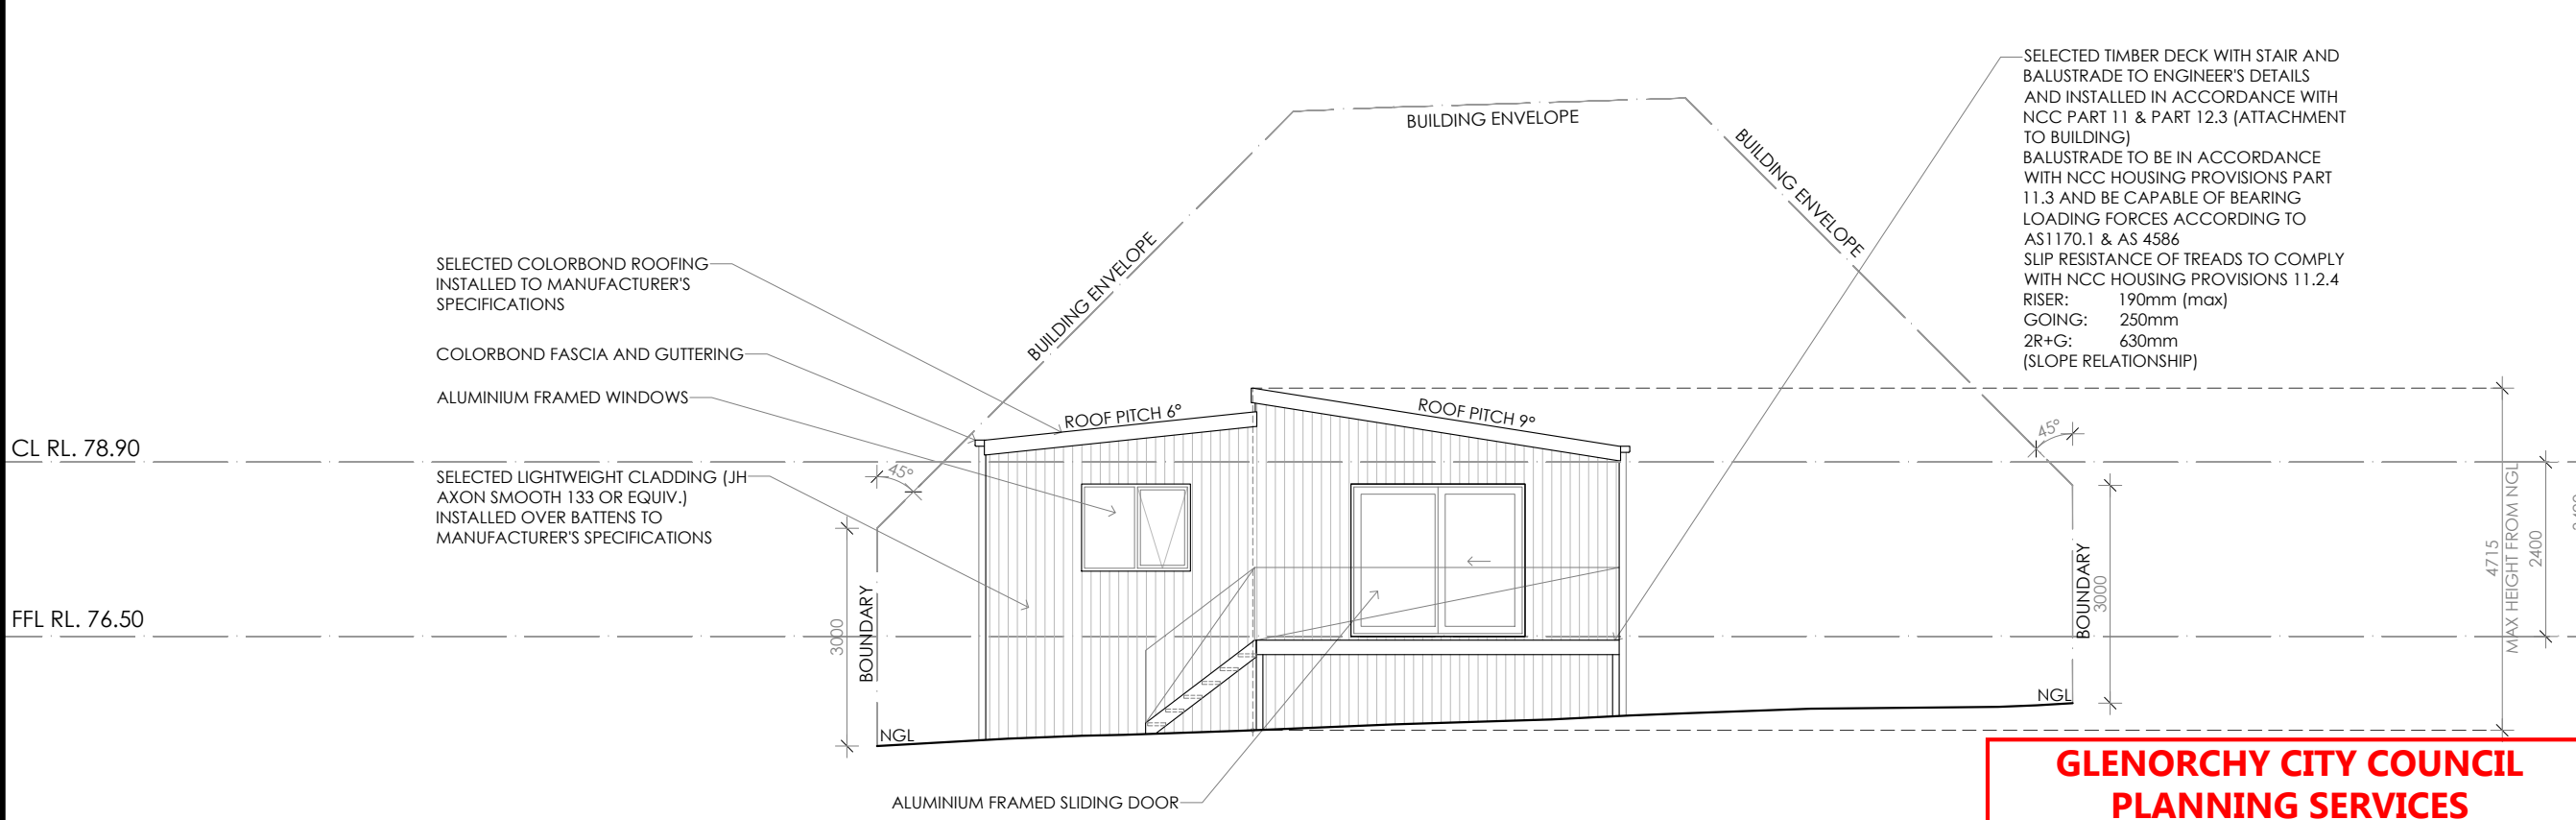 SELECTED TIMBER DECK WITH STAIR AND
BALUSTRADE TO ENGINEER'S DETAILS
AND INSTALLED IN ACCORDANCE WITH
NCC PART 11 & PART 12.3 (ATTACHMENT
TO BUILDING)
BALUSTRADE TO BE IN ACCORDANCE
WITH NCC HOUSING PROVISIONS PART
11.3 AND BE CAPABLE OF BEARING
LOADING FORCES ACCORDING TO
AS1170.1 & AS 4586
SLIP RESISTANCE OF TREADS TO COMPLY
WITH NCC HOUSING PROVISIONS 11.2.4
RISER: 190mm (max)
GOING: 250mm
2R+G: 630mm
(SLOPE RELATIONSHIP)
BUILDING ENVELOPE
BUILDING ENVELOPE
BUILDING ENVELOPE
SELECTED COLORBOND ROOFING
INSTALLED TO MANUFACTURER'S
SPECIFICATIONS
COLORBOND FASCIA AND GUTTERING
ALUMINIUM FRAMED WINDOWS
SELECTED LIGHTWEIGHT CLADDING (JH
AXON SMOOTH 133 OR EQUIV.)
INSTALLED OVER BATTENS TO
MANUFACTURER'S SPECIFICATIONS
ROOF PITCH 6°
ROOF PITCH 9°
CL RL. 78.90
45°
45°
FFL RL. 76.50
3000
BOUNDARY
BOUNDARY
3000
4715
MAX HEIGHT FROM NGL
2400
NGL
NGL
ALUMINIUM FRAMED SLIDING DOOR
GLENORCHY CITY COUNCIL
PLANNING SERVICES